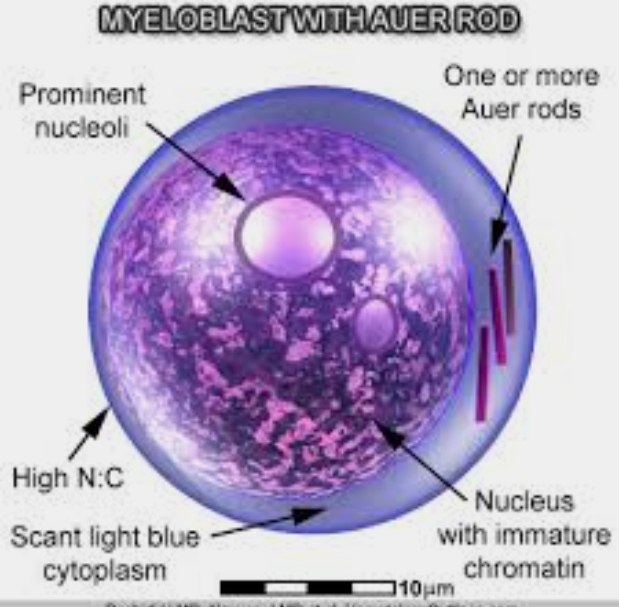 MYELOBLAST WITH AUER ROD
One or more
Auer rods
Prominent
nucleoli
High N:C
Scant light blue
cytoplasm
Nucleus
with immature
chromatin
10µm